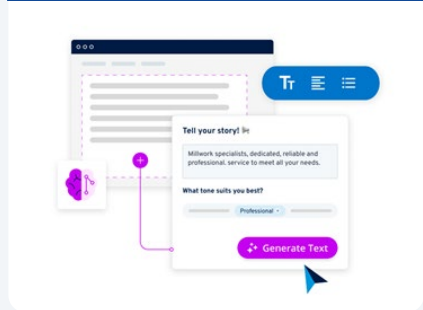 Tт
Tell your story!
Millwork specialists, dedicated, reliable and
professional. service to meet all your needs.
What tone suits you best?
Professional
Generate Text